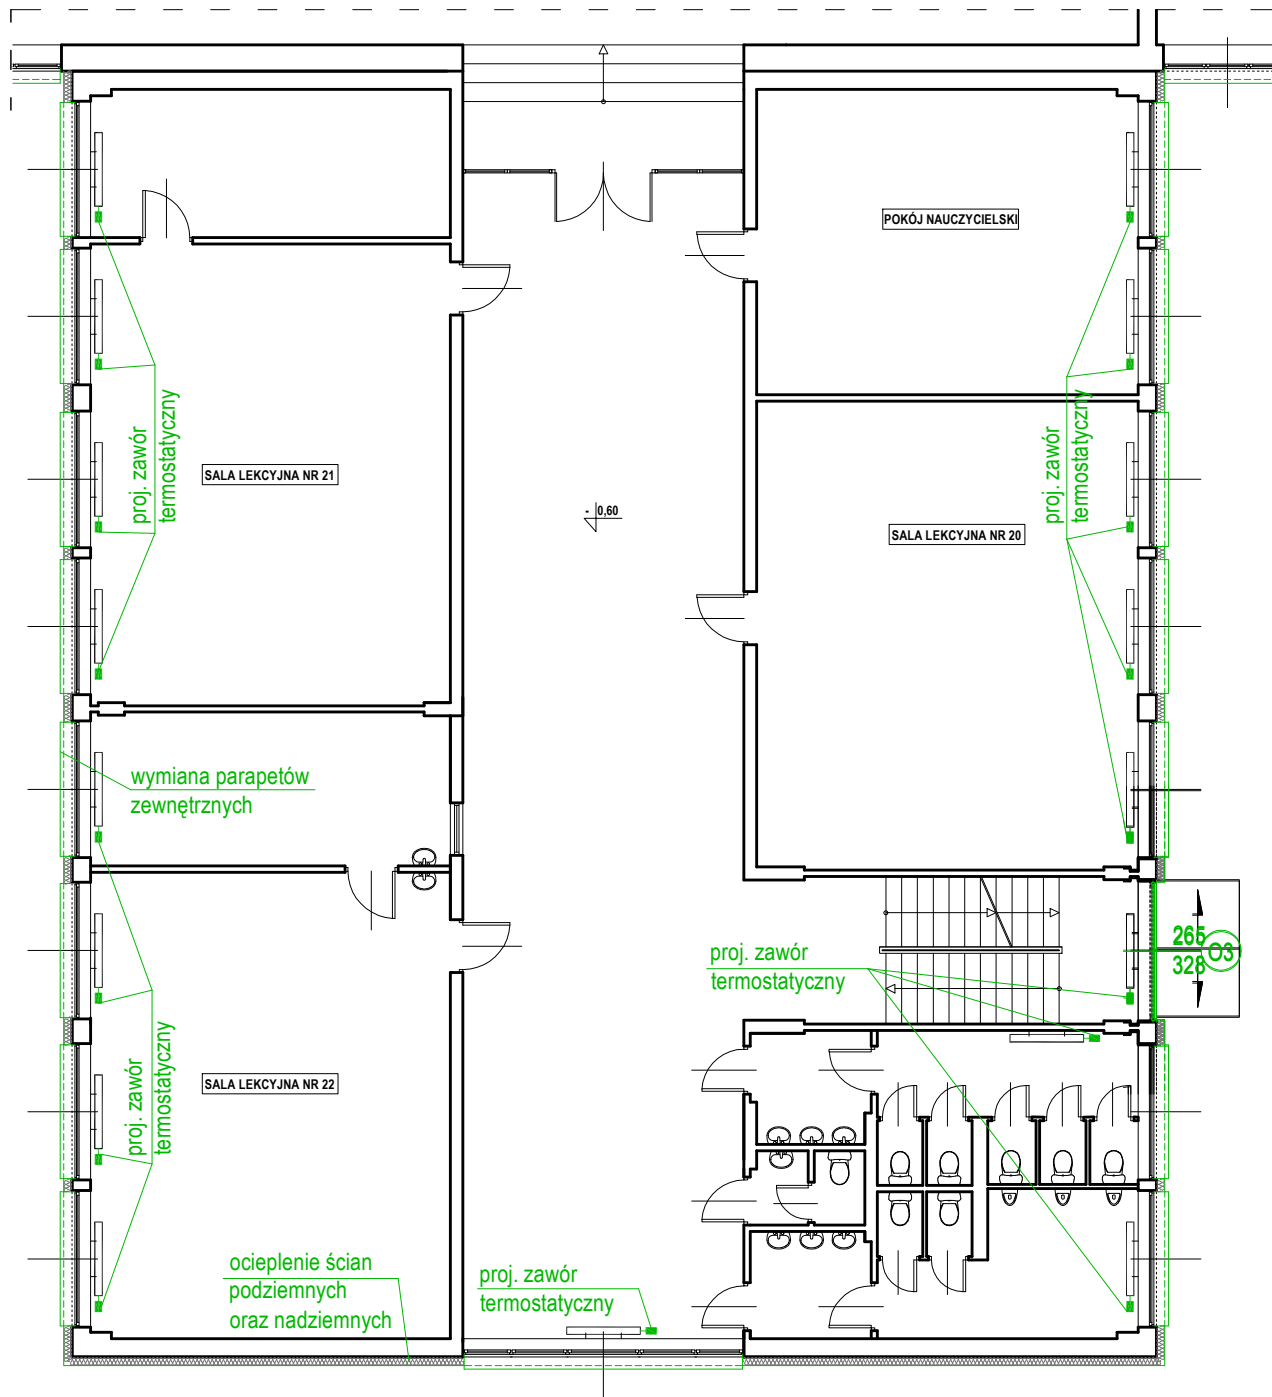 POKÓJ NAUCZYCIELSKI
proj. zawór
termostatyczny
proj. zawór
termostatyczny
SALA LEKCYJNA NR 21
- 0,60
SALA LEKCYJNA NR 20
wymiana parapetów
zewnętrznych
proj. zawór
termostatyczny
265
328
O3
proj. zawór
termostatyczny
SALA LEKCYJNA NR 22
ocieplenie ścian
podziemnych
oraz nadziemnych
proj. zawór
termostatyczny